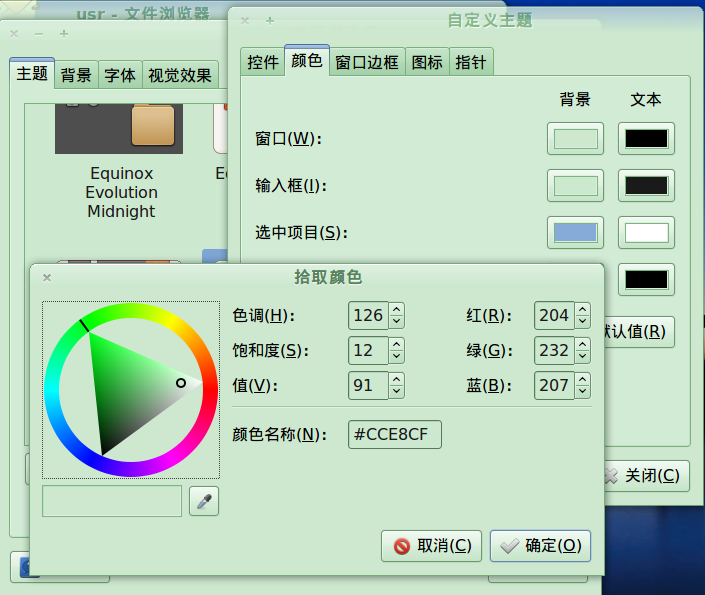 usr - 文件浏览器
自定义主题
主题 背景 字体 视觉效果
控件 颜色 窗口边框 图标 指针
背景 文本
窗口(W):
输入框(I):
选中项目(S):
Equinox
Evolution
Midnight
默认值(R)
关闭(C)
拾取颜色
色调(H): 126 红(R): 204
饱和度(S): 12 绿(G): 232
值(V): 91 蓝(B): 207
颜色名称(N): #CCE8CF
取消(C) 确定(O)